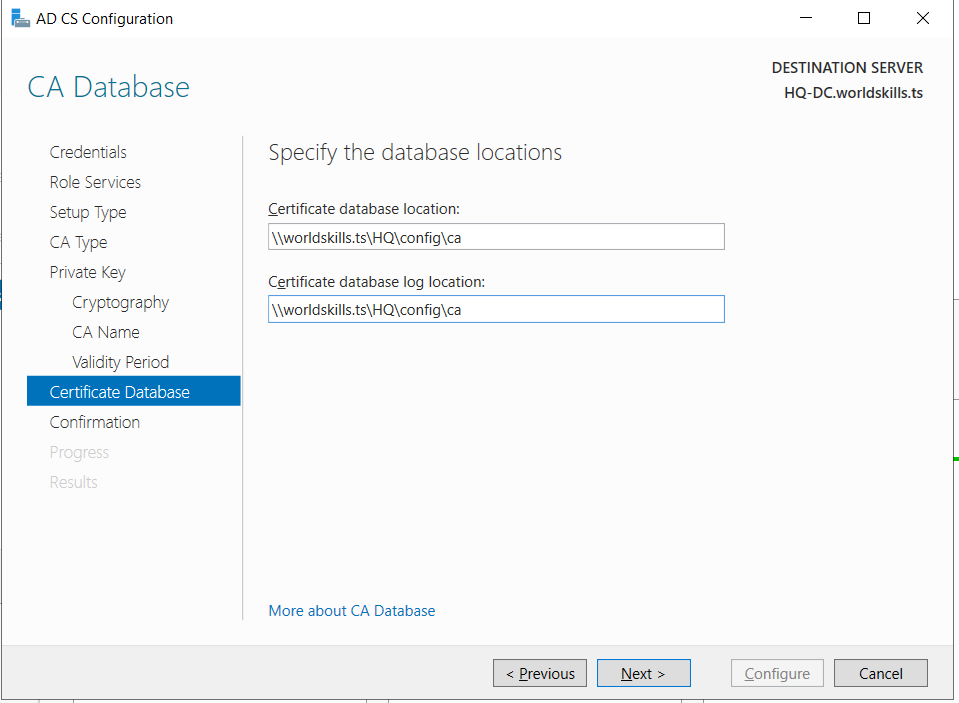 AD CS Configuration
CA Database
DESTINATION SERVER
HQ-DC.worldskills.ts
Credentials
Role Services
Setup Type
CA Type
Private Key
Cryptography
CA Name
Validity Period
Certificate Database
Confirmation
Progress
Results
Specify the database locations
Certificate database location:
\\worldskills.ts\HQ\config\ca
Certificate database log location:
\\worldskills.ts\HQ\config\ca
More about CA Database
< Previous
Next >
Configure
Cancel